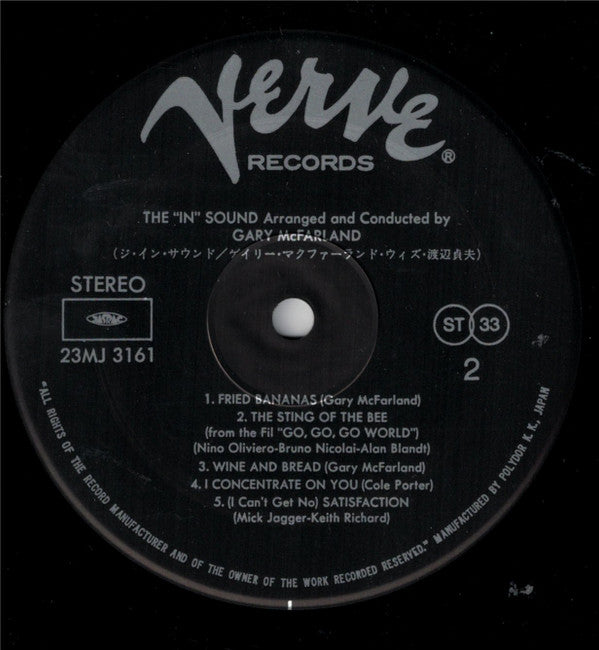 Verve
RECORDS®
THE "IN" SOUND Arranged and Conducted by
GARY McFARLAND
(ジ・イン・サウンド/ゲイリー・マクファーランド・ウィズ・渡辺貞夫)
STEREO
23MJ 3161
ST 33
2
1. FRIED BANANAS (Gary McFarland)
2. THE STING OF THE BEE
(from the Fil "GO, GO, GO WORLD")
(Nino Oliviero-Bruno Nicolai-Alan Blandt)
3. WINE AND BREAD (Gary McFarland)
4. I CONCENTRATE ON YOU (Cole Porter)
5. (I Can't Get No) SATISFACTION
(Mick Jagger-Keith Richard)
"ALL RIGHTS OF THE RECORD MANUFACTURER AND OF THE OWNER OF THE WORK RECORDED RESERVED." MANUFACTURED BY POLYDOR K. K., JAPAN